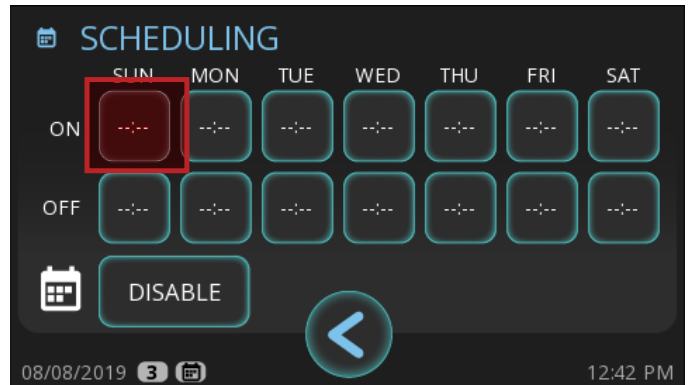 SCHEDULING
SUN MON TUE WED THU FRI SAT
ON --:-- --:-- --:-- --:-- --:-- --:-- --:--
OFF --:-- --:-- --:-- --:-- --:-- --:-- --:--
DISABLE
08/08/2019 3 12:42 PM